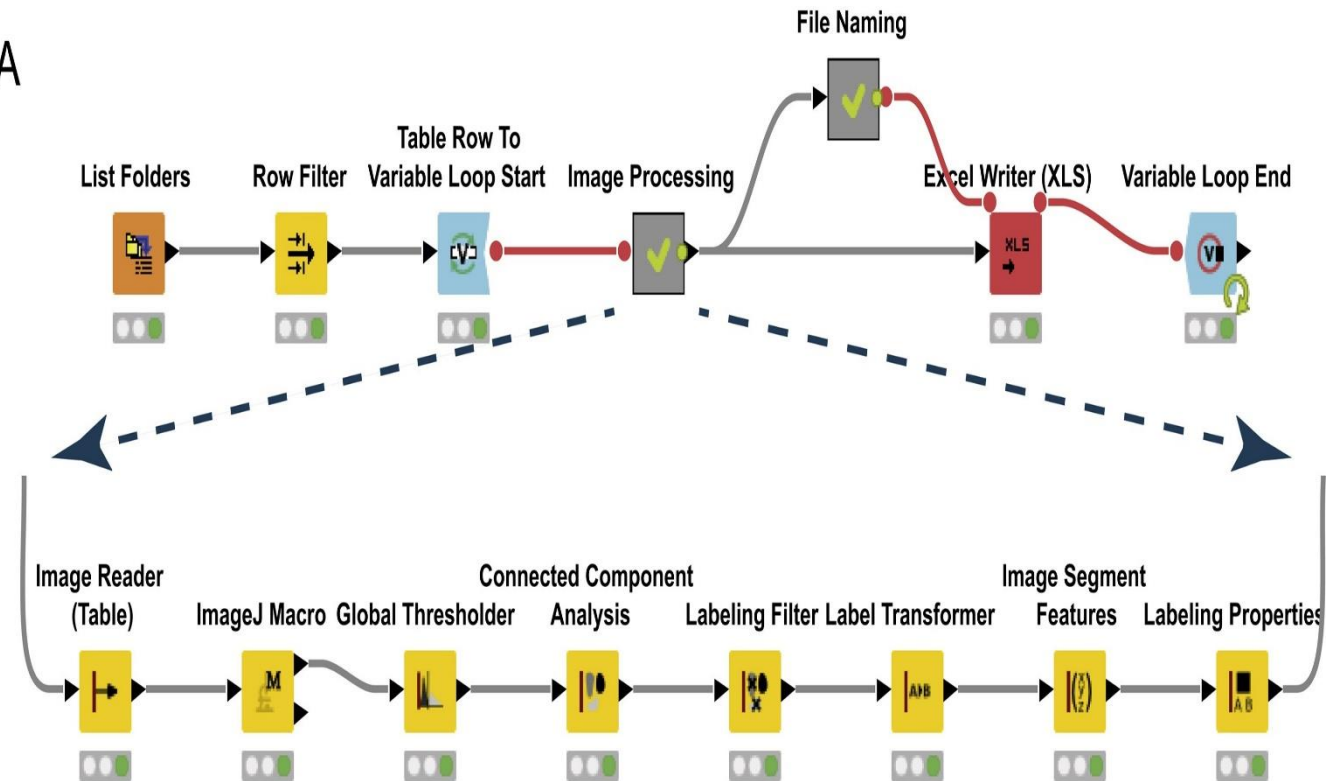 A
File Naming
Table Row To
List Folders Row Filter Variable Loop Start Image Processing Excel Writer (XLS) Variable Loop End
V
XLS
V
Image Reader
Connected Component
Image Segment
(Table) ImageJ Macro Global Thresholder Analysis Labeling Filter Label Transformer Features Labeling Properties
M
A B
(x y z)
A B